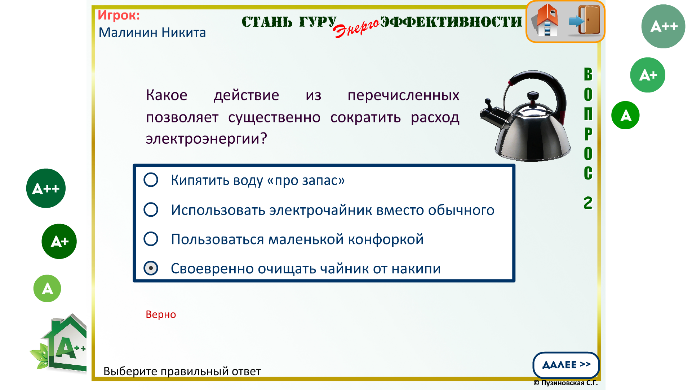 Игрок:
Малинин Никита
СТАНЬ ГУРУ Энерго ЭФФЕКТИВНОСТИ
A++
A+
A
Какое действие из перечисленных
позволяет существенно сократить расход
электроэнергии?
ВОПРОС 2
Кипятить воду «про запас»
Использовать электрочайник вместо обычного
Пользоваться маленькой конфоркой
Своевренно очищать чайник от накипи
A++
A+
A
A++
Верно
Выберите правильный ответ
ДАЛЕЕ >>
© Пузиновская С.Г.